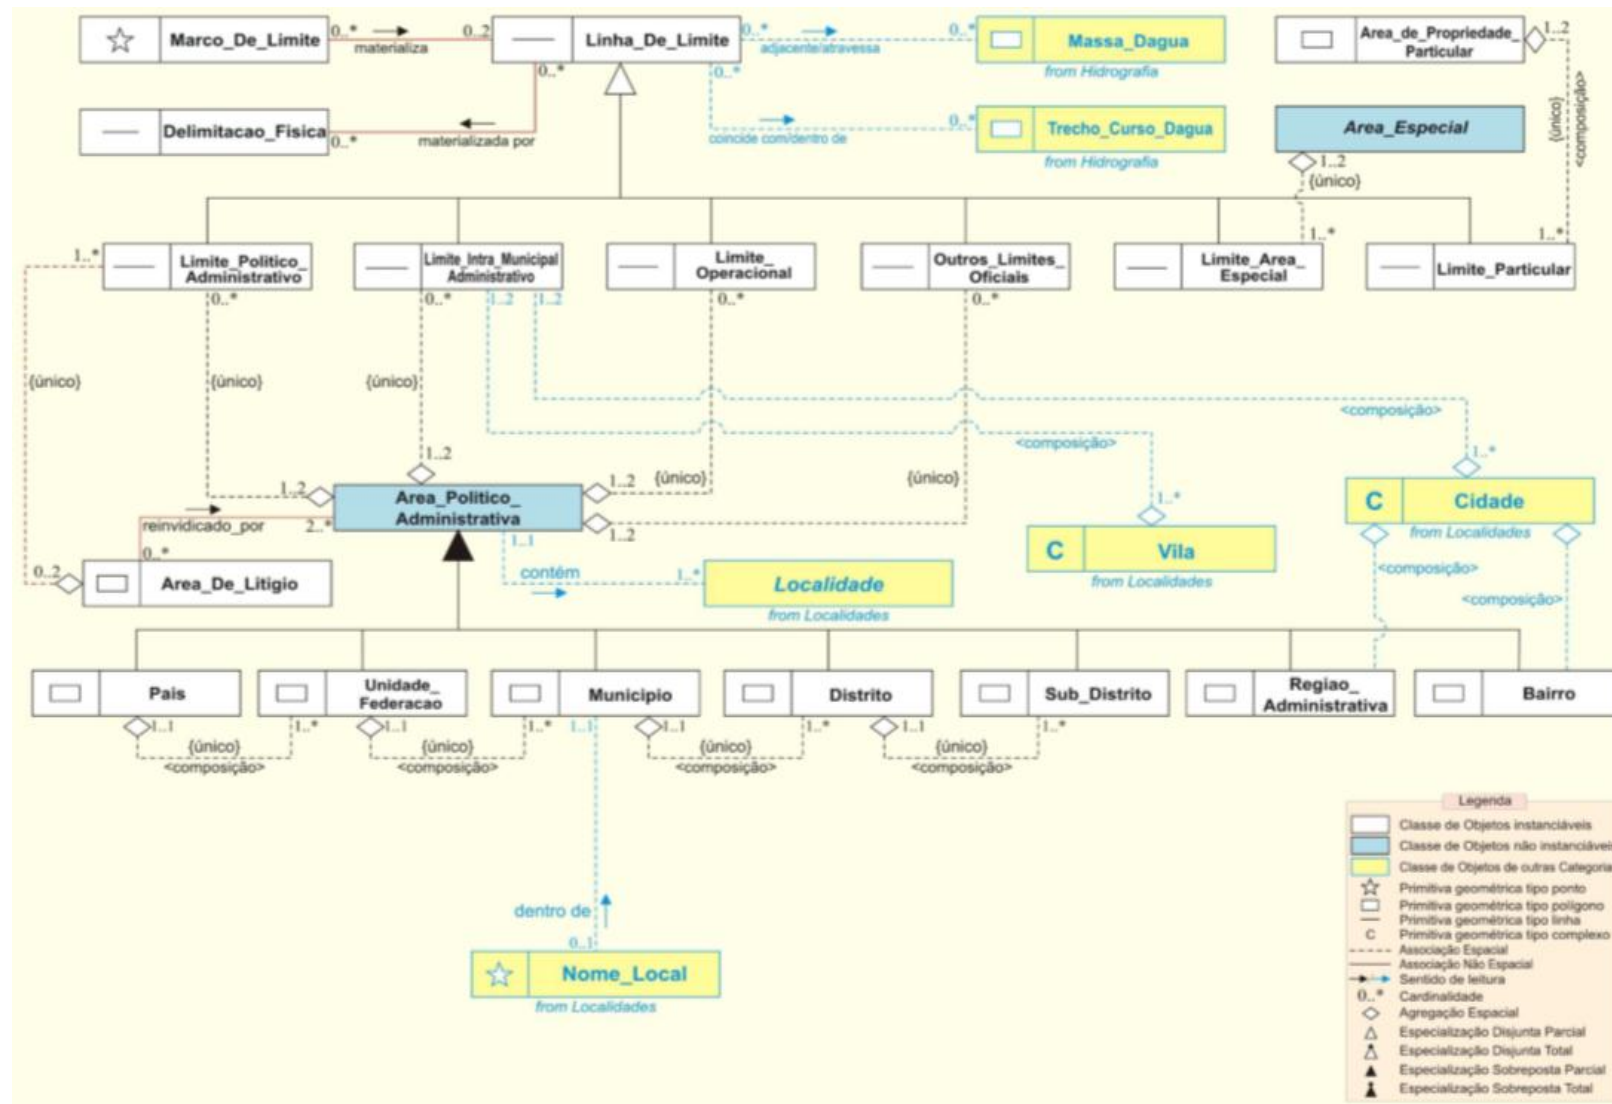 Marco_De_Limite
0..*
materializa
0..2
Linha_De_Limite
0..*
adjacente/atravessa
0..*
Massa_Dagua
from Hidrografia
Area_de_Propriedade_
Particular
1..2
{único}
<composição>
0..*
0..*
Delimitacao_Fisica
0..*
materializada por
coincide com/dentro de
0..*
Trecho_Curso_Dagua
from Hidrografia
Area_Especial
1..2
{único}
1..*
Limite_Politico_
Administrativo
0..*
Limite_Intra_Municipal
Administrativo
0..*
1..2
1..2
Limite_
Operacional
0..*
Outros_Limites_
Oficiais
0..*
1..*
Limite_Area_
Especial
1..*
Limite_Particular
{único}
{único}
{único}
<composição>
<composição>
1..2
1..2
1..2
{único}
{único}
1..*
1..*
Area_Politico_
Administrativa
1..2
C
Cidade
from Localidades
reinvidicado_por
2..*
1..1
0..*
C
Vila
from Localidades
0..2
Area_De_Litigio
contém
1..*
Localidade
from Localidades
<composição>
<composição>
Pais
Unidade_
Federacao
Municipio
Distrito
Sub_Distrito
Regiao_
Administrativa
Bairro
1..1
1..*
1..1
1..*
1..1
1..1
1..*
1..1
1..*
{único}
{único}
{único}
{único}
<composição>
<composição>
<composição>
<composição>
dentro de
0..1
Nome_Local
from Localidades
Legenda
Classe de Objetos instanciáveis
Classe de Objetos não instanciáveis
Classe de Objetos de outras Categoria
Primitiva geométrica tipo ponto
Primitiva geométrica tipo polígono
Primitiva geométrica tipo linha
C Primitiva geométrica tipo complexo
Associação Espacial
Associação Não Espacial
Sentido de leitura
0..* Cardinalidade
Agregação Espacial
Especialização Disjunta Parcial
Especialização Disjunta Total
Especialização Sobreposta Parcial
Especialização Sobreposta Total